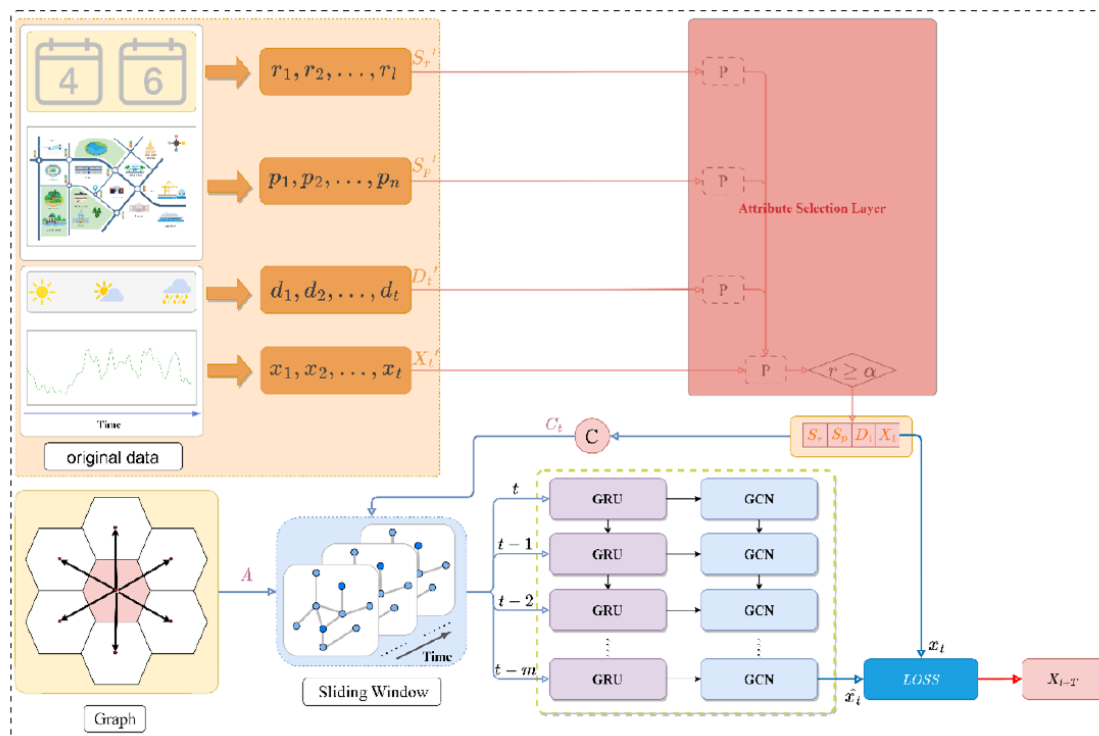 4 6
r₁, r₂, . . . , rₗ
Sᵣ′
P
p₁, p₂, . . . , pₙ
Sₚ′
P
Attribute Selection Layer
d₁, d₂, . . . , dₜ
Dₜ′
P
x₁, x₂, . . . , xₜ
Xₜ′
P
r ≥ α
Time
original data
Cₜ
C
Sᵣ Sₚ Dₜ Xₜ
t
GRU
GCN
t − 1
GRU
GCN
A
t − 2
GRU
GCN
Time
t − m
GRU
GCN
xₜ
x̂ₜ
LOSS
Xₜ₊T
Sliding Window
Graph